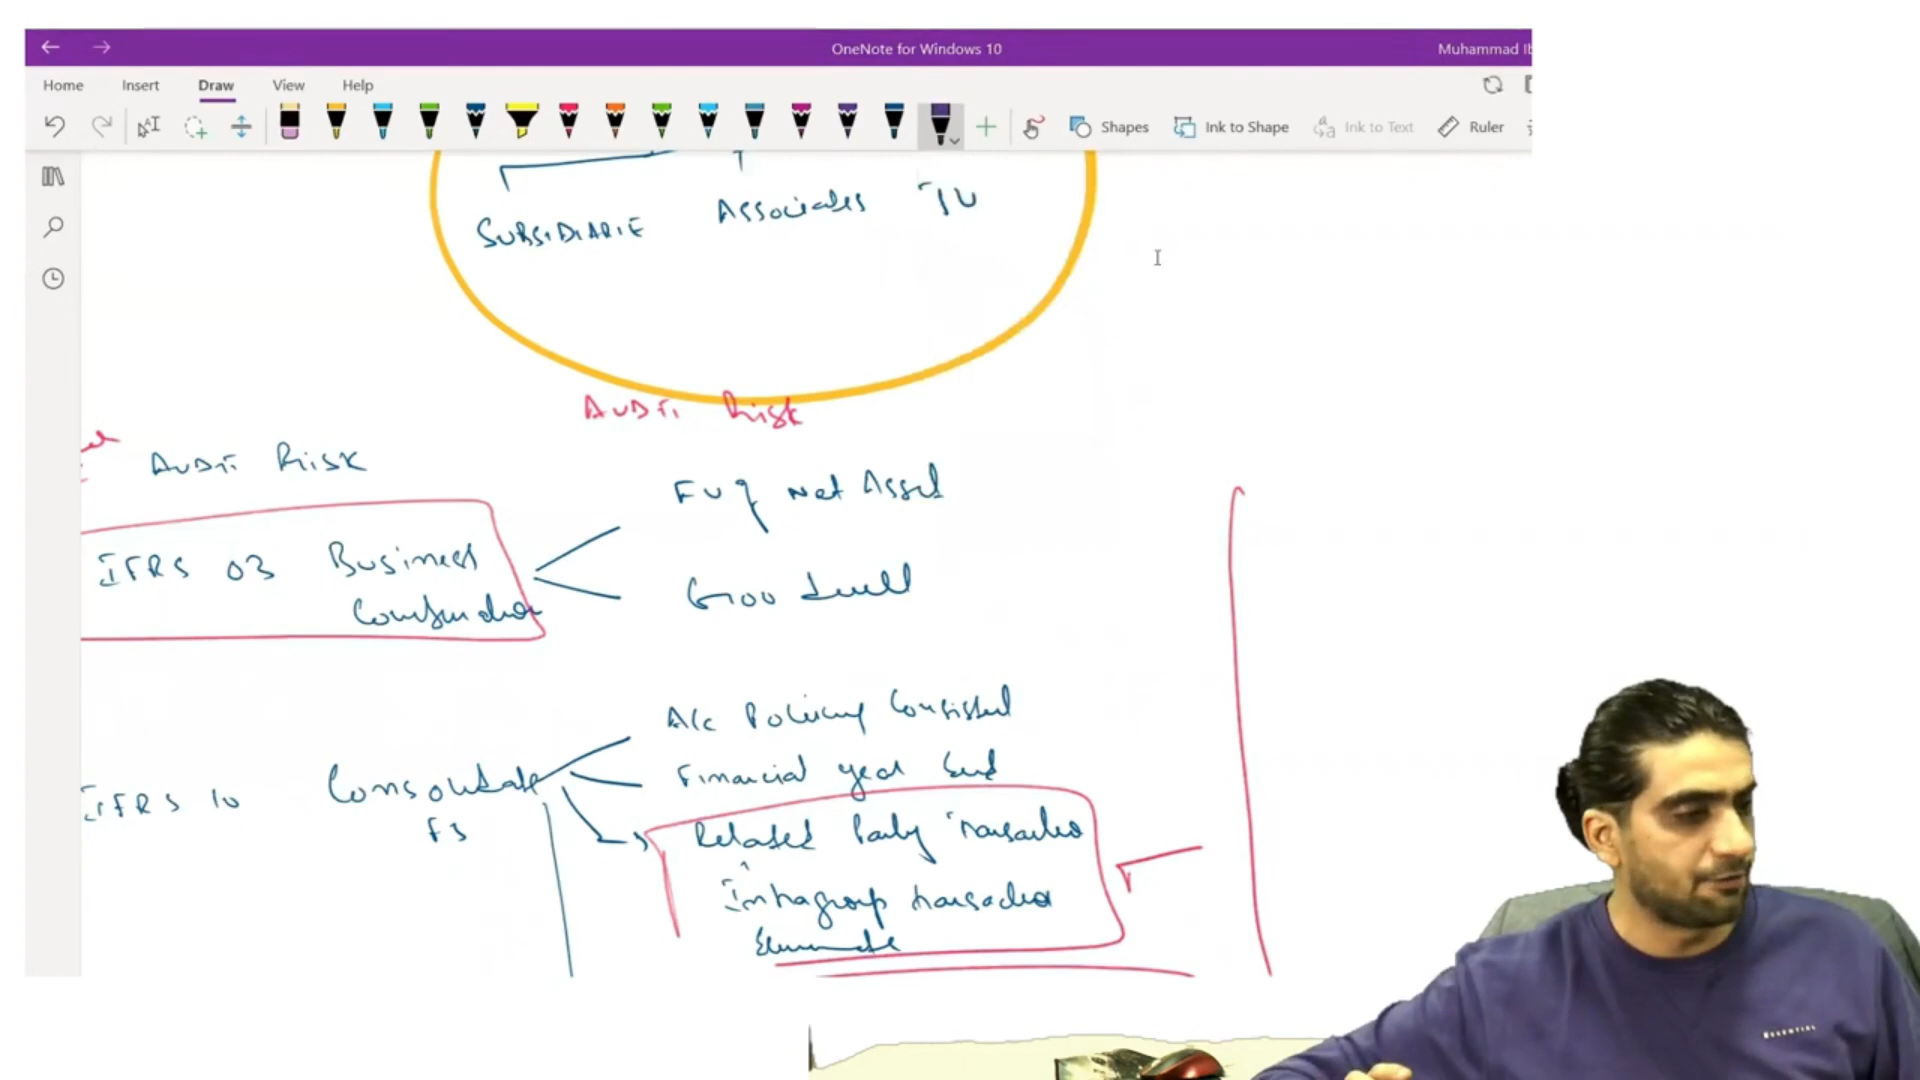 OneNote for Windows 10
Muhammad Ib
Home Insert Draw View Help
Shapes Ink to Shape Ink to Text Ruler
SUBSIDIARIE Associates JV
Audit Risk
Audit Risk
FV of Net Asset
IFRS 03 Business
Combination
Goodwill
A/c Policy Consistent
Financial year end
IFRS 10 Consolidate
FS
Related Party Transaction
Intragroup transaction
Eliminate
ESSENTIAL